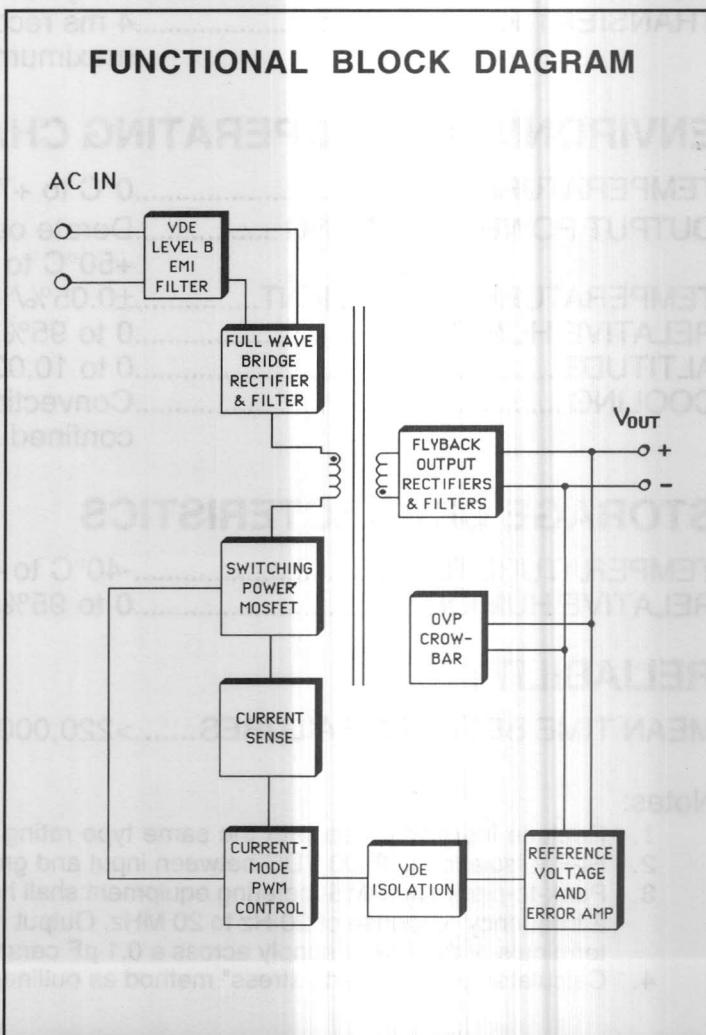 FUNCTIONAL BLOCK DIAGRAM
AC IN
VDE
LEVEL B
EMI
FILTER
FULL WAVE
BRIDGE
RECTIFIER
& FILTER
FLYBACK
OUTPUT
RECTIFIERS
& FILTERS
VOUT
+
–
SWITCHING
POWER
MOSFET
OVP
CROW-
BAR
CURRENT
SENSE
CURRENT-
MODE
PWM
CONTROL
VDE
ISOLATION
REFERENCE
VOLTAGE
AND
ERROR AMP